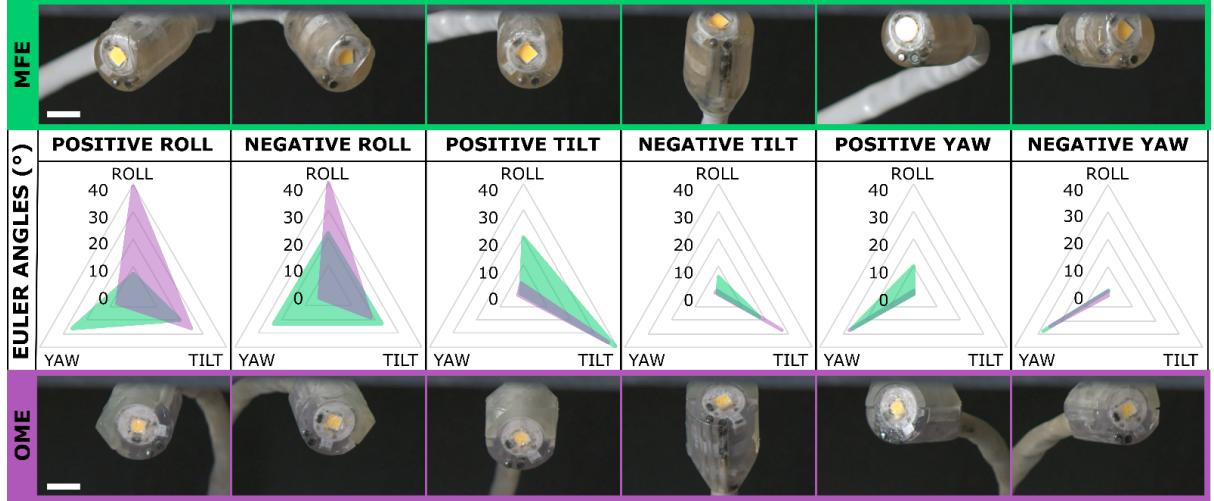 MFE
EULER ANGLES (°)
OME
POSITIVE ROLL
NEGATIVE ROLL
POSITIVE TILT
NEGATIVE TILT
POSITIVE YAW
NEGATIVE YAW
ROLL
40
30
20
10
0
YAW
TILT
ROLL
40
30
20
10
0
YAW
TILT
ROLL
40
30
20
10
0
YAW
TILT
ROLL
40
30
20
10
0
YAW
TILT
ROLL
40
30
20
10
0
YAW
TILT
ROLL
40
30
20
10
0
YAW
TILT